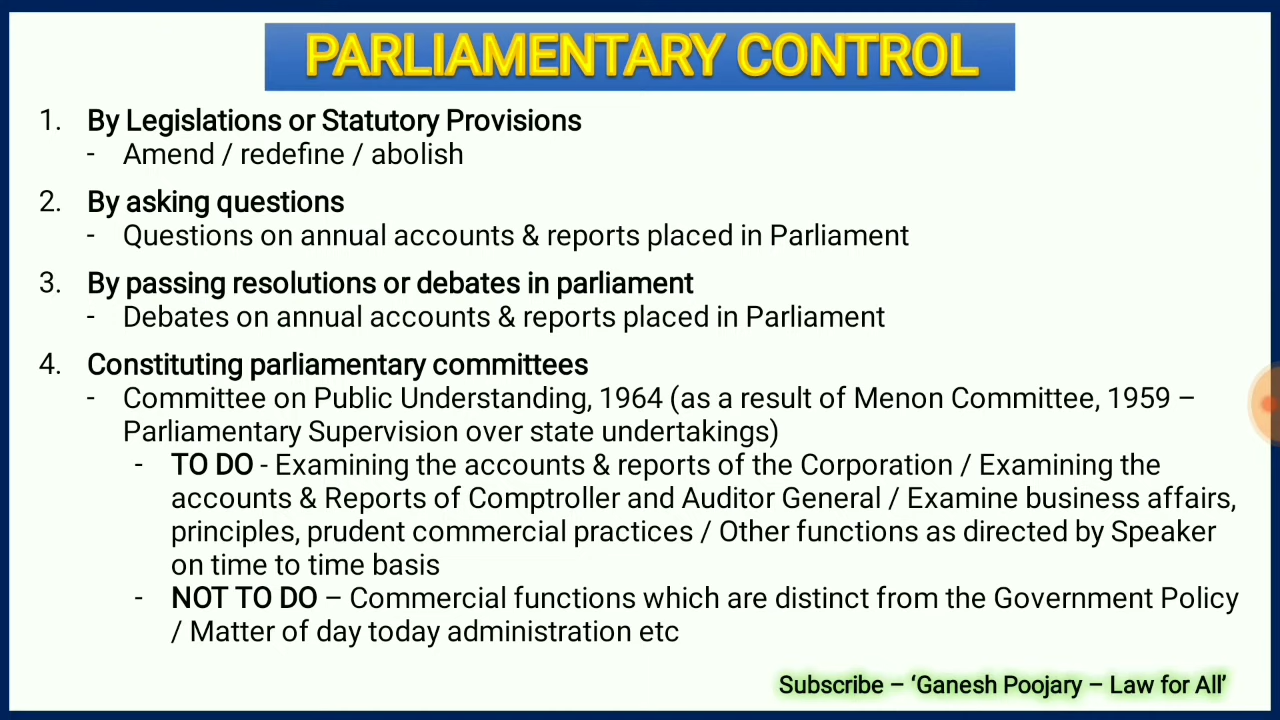 PARLIAMENTARY CONTROL
1. By Legislations or Statutory Provisions
- Amend / redefine / abolish
2. By asking questions
- Questions on annual accounts & reports placed in Parliament
3. By passing resolutions or debates in parliament
- Debates on annual accounts & reports placed in Parliament
4. Constituting parliamentary committees
- Committee on Public Understanding, 1964 (as a result of Menon Committee, 1959 –
Parliamentary Supervision over state undertakings)
- TO DO - Examining the accounts & reports of the Corporation / Examining the
accounts & Reports of Comptroller and Auditor General / Examine business affairs,
principles, prudent commercial practices / Other functions as directed by Speaker
on time to time basis
- NOT TO DO – Commercial functions which are distinct from the Government Policy
/ Matter of day today administration etc
Subscribe – ‘Ganesh Poojary – Law for All’